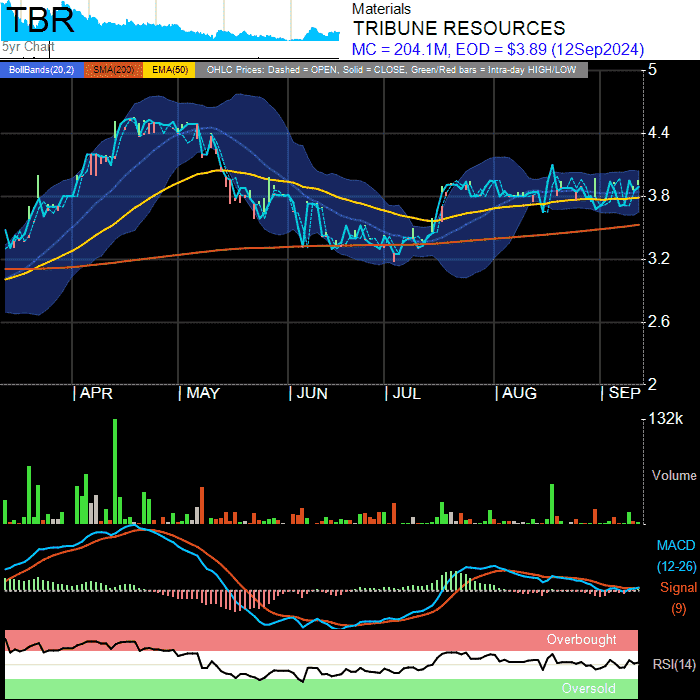 TBR
5yr Chart
Materials
TRIBUNE RESOURCES
MC = 204.1M, EOD = $3.89 (12Sep2024)
BollBands(20,2) SMA(200) EMA(50) OHLC Prices: Dashed = OPEN, Solid = CLOSE, Green/Red bars = Intra-day HIGH/LOW
5
4.4
3.8
3.2
2.6
2
APR MAY JUN JUL AUG SEP
132k
Volume
MACD
(12-26)
Signal
(9)
Overbought
RSI(14)
Oversold